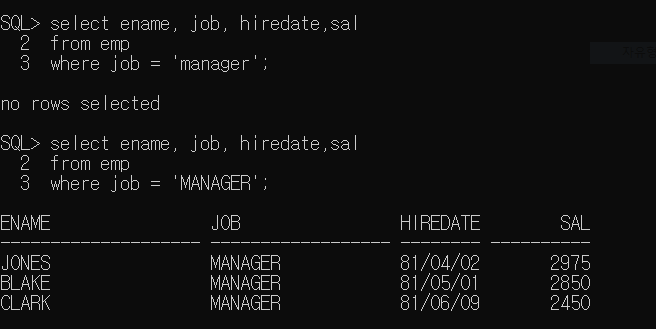 SQL> select ename, job, hiredate,sal
  2  from emp
  3  where job = 'manager';
no rows selected
SQL> select ename, job, hiredate,sal
  2  from emp
  3  where job = 'MANAGER';
ENAME                JOB                HIREDATE        SAL
-------------------- ------------------ -------- ----------
JONES                MANAGER            81/04/02       2975
BLAKE                MANAGER            81/05/01       2850
CLARK                MANAGER            81/06/09       2450